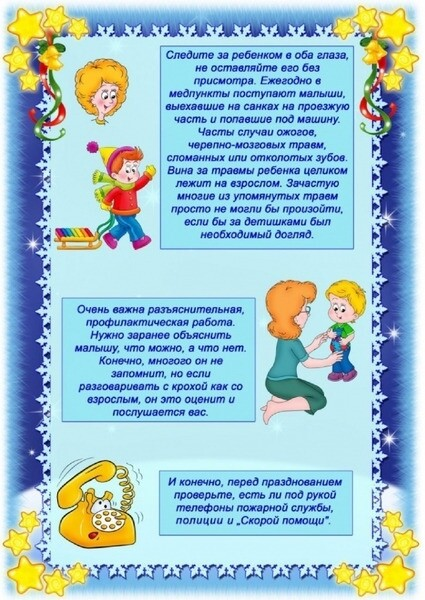 Следите за ребенком в оба глаза,
не оставляйте его без
присмотра. Ежегодно в
медпункты поступают малыши,
выехавшие на санках на проезжую
часть и попавшие под машину.
Часты случаи ожогов,
черепно-мозговых травм,
сломанных или отколотых зубов.
Вина за травмы ребенка целиком
лежит на взрослом. Зачастую
многие из упомянутых травм
просто не могли бы произойти,
если бы за детишками был
необходимый догляд.
Очень важна разъяснительная,
профилактическая работа.
Нужно заранее объяснить
малышу, что можно, а что нет.
Конечно, многого он не
запомнит, но если
разговаривать с крохой как со
взрослым, он это оценит и
послушается вас.
И конечно, перед празднованием
проверьте, есть ли под рукой
телефоны пожарной службы,
полиции и „Скорой помощи".